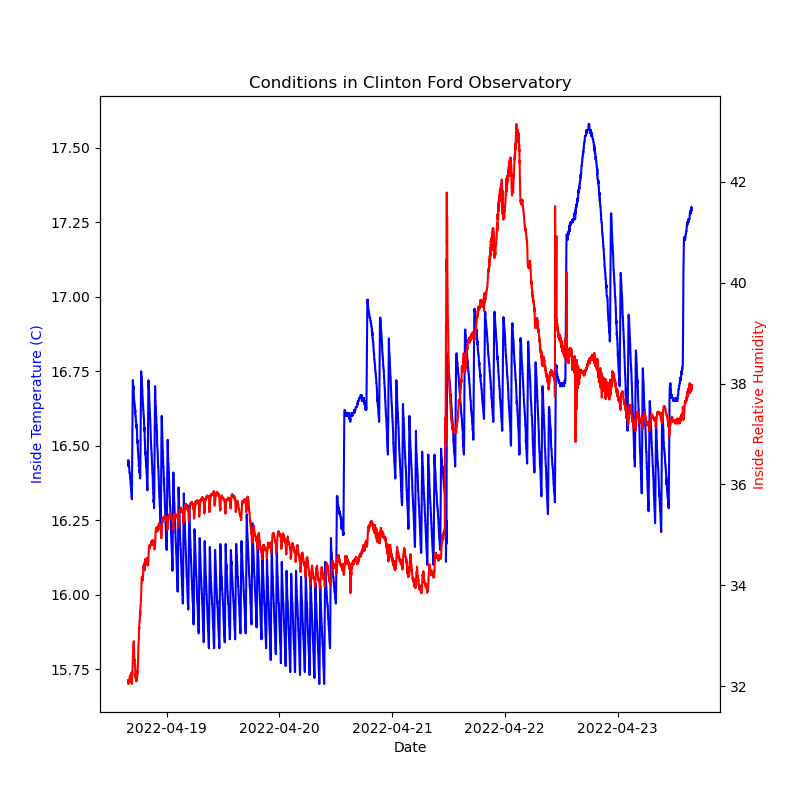 Conditions in Clinton Ford Observatory
17.50
17.25
17.00
16.75
16.50
16.25
16.00
15.75
Inside Temperature (C)
42
40
38
36
34
32
Inside Relative Humidity
2022-04-19 2022-04-20 2022-04-21 2022-04-22 2022-04-23
Date